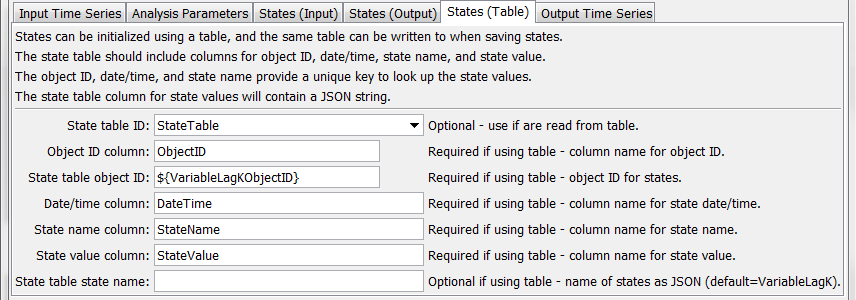 Input Time Series Analysis Parameters States (Input) States (Output) States (Table) Output Time Series
States can be initialized using a table, and the same table can be written to when saving states.
The state table should include columns for object ID, date/time, state name, and state value.
The object ID, date/time, and state name provide a unique key to look up the state values.
The state table column for state values will contain a JSON string.
State table ID: StateTable Optional - use if are read from table.
Object ID column: ObjectID Required if using table - column name for object ID.
State table object ID: ${VariableLagKObjectID} Required if using table - object ID for states.
Date/time column: DateTime Required if using table - column name for state date/time.
State name column: StateName Required if using table - column name for state name.
State value column: StateValue Required if using table - column name for state value.
State table state name: Optional if using table - name of states as JSON (default=VariableLagK).